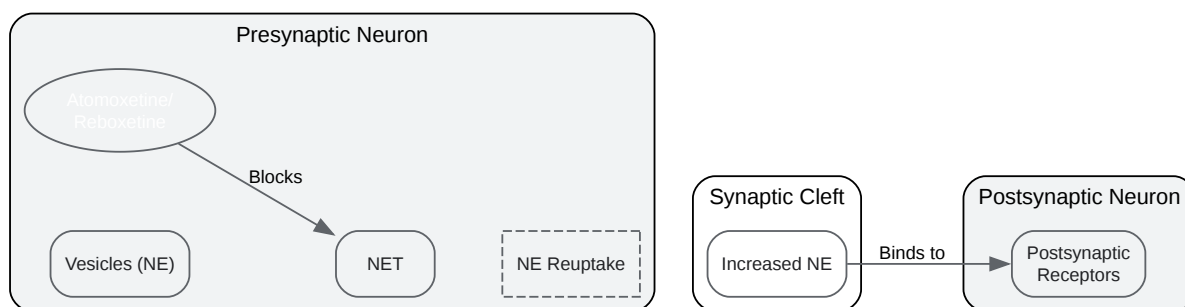 Presynaptic Neuron
Atomoxetine/
Reboxetine
Blocks
Vesicles (NE)
NET
NE Reuptake
Synaptic Cleft
Increased NE
Binds to
Postsynaptic Neuron
Postsynaptic
Receptors